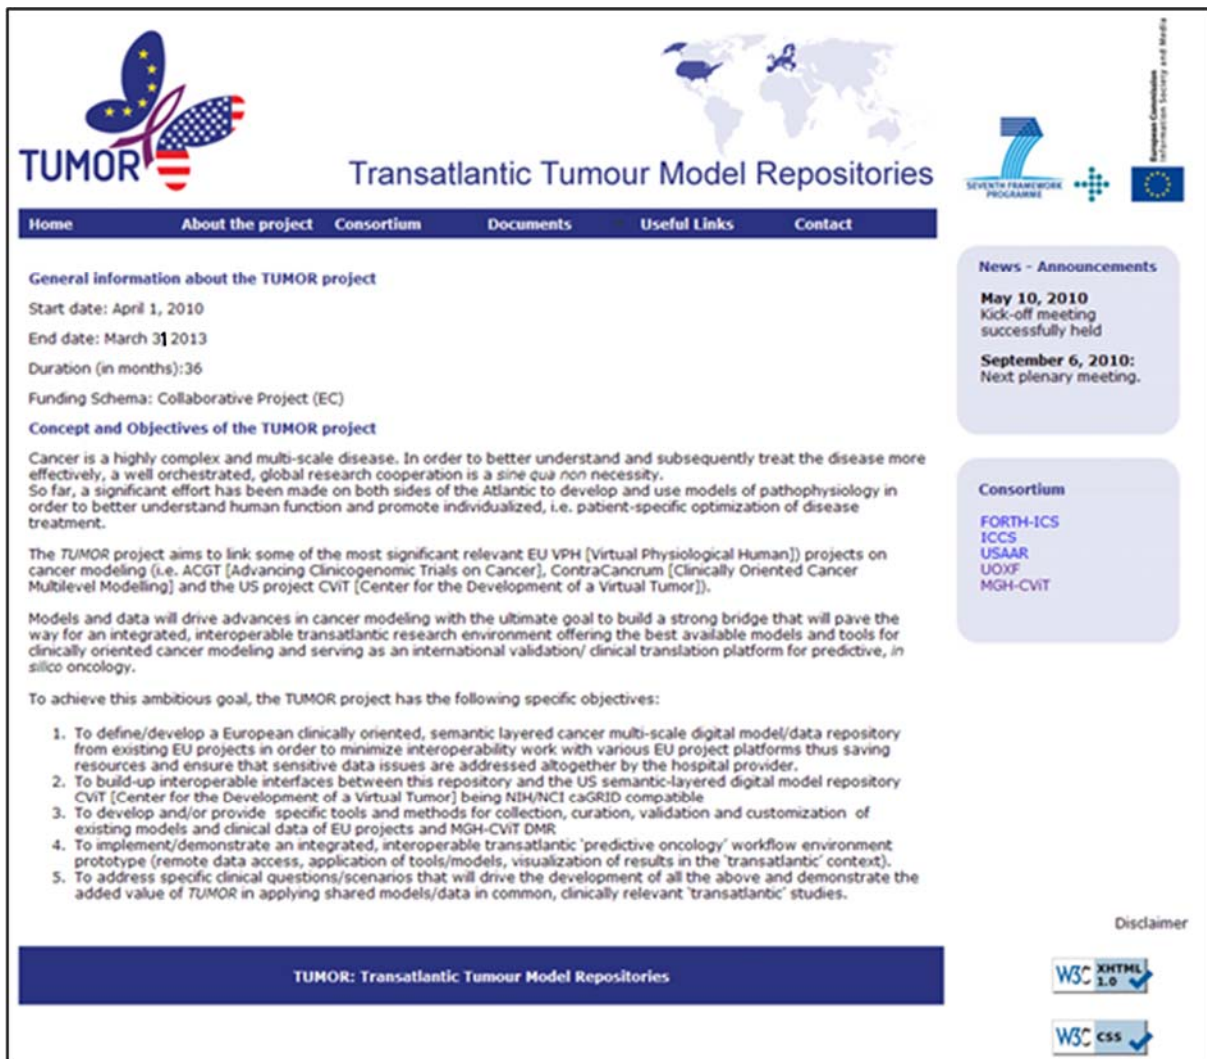 TUMOR
Transatlantic Tumour Model Repositories
SEVENTH FRAMEWORK
PROGRAMME
European Commission
Information Society and Media
Home About the project Consortium Documents Useful Links Contact
General information about the TUMOR project
Start date: April 1, 2010
End date: March 31 2013
Duration (in months):36
Funding Schema: Collaborative Project (EC)
Concept and Objectives of the TUMOR project
Cancer is a highly complex and multi-scale disease. In order to better understand and subsequently treat the disease more
effectively, a well orchestrated, global research cooperation is a sine qua non necessity.
So far, a significant effort has been made on both sides of the Atlantic to develop and use models of pathophysiology in
order to better understand human function and promote individualized, i.e. patient-specific optimization of disease
treatment.
The TUMOR project aims to link some of the most significant relevant EU VPH [Virtual Physiological Human]) projects on
cancer modeling (i.e. ACGT [Advancing Clinicogenomic Trials on Cancer], ContraCancrum [Clinically Oriented Cancer
Multilevel Modelling] and the US project CViT [Center for the Development of a Virtual Tumor]).
Models and data will drive advances in cancer modeling with the ultimate goal to build a strong bridge that will pave the
way for an integrated, interoperable transatlantic research environment offering the best available models and tools for
clinically oriented cancer modeling and serving as an international validation/ clinical translation platform for predictive, in
silico oncology.
To achieve this ambitious goal, the TUMOR project has the following specific objectives:
1. To define/develop a European clinically oriented, semantic layered cancer multi-scale digital model/data repository
from existing EU projects in order to minimize interoperability work with various EU project platforms thus saving
resources and ensure that sensitive data issues are addressed altogether by the hospital provider.
2. To build-up interoperable interfaces between this repository and the US semantic-layered digital model repository
CViT [Center for the Development of a Virtual Tumor] being NIH/NCI caGRID compatible
3. To develop and/or provide specific tools and methods for collection, curation, validation and customization of
existing models and clinical data of EU projects and MGH-CViT DMR
4. To implement/demonstrate an integrated, interoperable transatlantic 'predictive oncology' workflow environment
prototype (remote data access, application of tools/models, visualization of results in the 'transatlantic' context).
5. To address specific clinical questions/scenarios that will drive the development of all the above and demonstrate the
added value of TUMOR in applying shared models/data in common, clinically relevant 'transatlantic' studies.
News - Announcements
May 10, 2010
Kick-off meeting
successfully held
September 6, 2010:
Next plenary meeting.
Consortium
FORTH-ICS
ICCS
USAAR
UOXF
MGH-CViT
Disclaimer
TUMOR: Transatlantic Tumour Model Repositories
W3C XHTML
1.0
W3C css